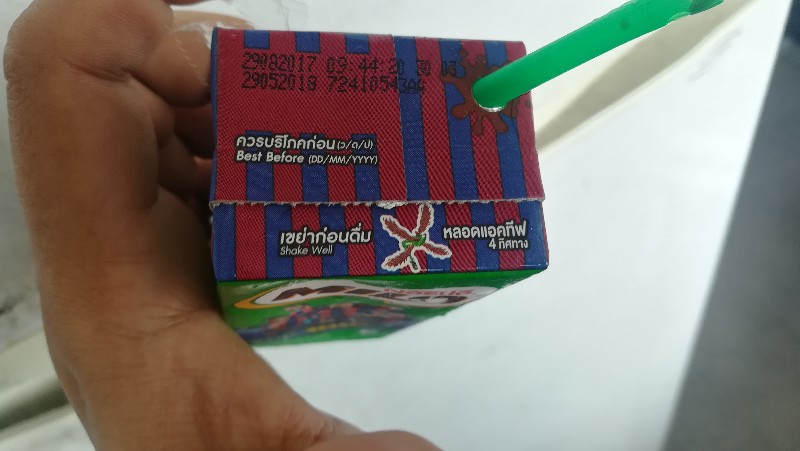 29082017 09:44:20 30 03
29052018 72410543A4
ควรบริโภคก่อน (ว/ด/ป)
Best Before (DD/MM/YYYY)
เขย่าก่อนดื่ม
Shake Well
หลอดแอคทีฟ
4 ทิศทาง
MILO